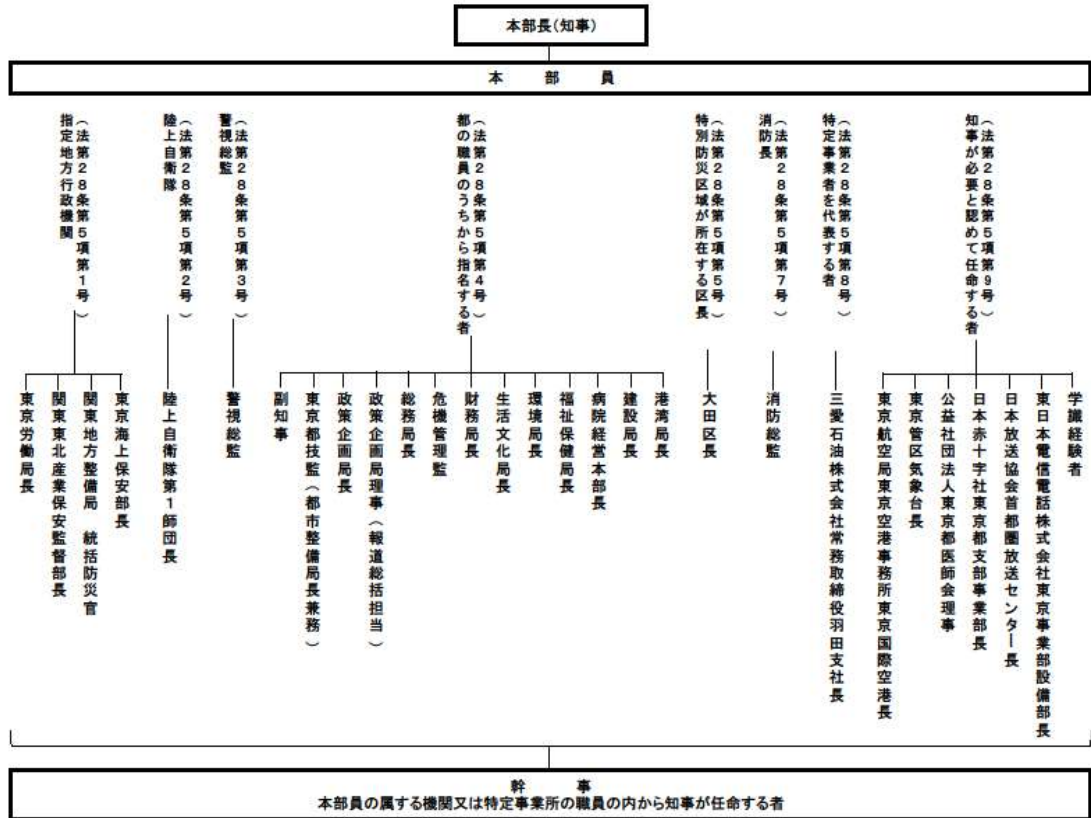 本部長(知事)
本　部　員
指定地方行政機関
(法第28条第5項第1号)
陸上自衛隊
(法第28条第5項第2号)
警視総監
(法第28条第5項第3号)
都の職員のうちから指名する者
(法第28条第5項第4号)
特別防災区域が所在する区長
(法第28条第5項第5号)
消防長
(法第28条第5項第7号)
特定事業者を代表する者
(法第28条第5項第8号)
知事が必要と認めて任命する者
(法第28条第5項第9号)
東京労働局長
関東東北産業保安監督部長
関東地方整備局　統括防災官
東京海上保安部長
陸上自衛隊第1師団長
警視総監
副知事
東京都技監(都市整備局長兼務)
政策企画局長
政策企画局理事(報道総括担当)
総務局長
危機管理監
財務局長
生活文化局長
環境局長
福祉保健局長
病院経営本部長
建設局長
港湾局長
大田区長
消防総監
三愛石油株式会社常務取締役羽田支社長
東京航空局東京空港事務所東京国際空港長
東京管区気象台長
公益社団法人東京都医師会理事
日本赤十字社東京都支部事業部長
日本放送協会首都圏放送センター長
東日本電信電話株式会社東京事業部設備部長
学識経験者
幹　事
本部員の属する機関又は特定事業所の職員の内から知事が任命する者